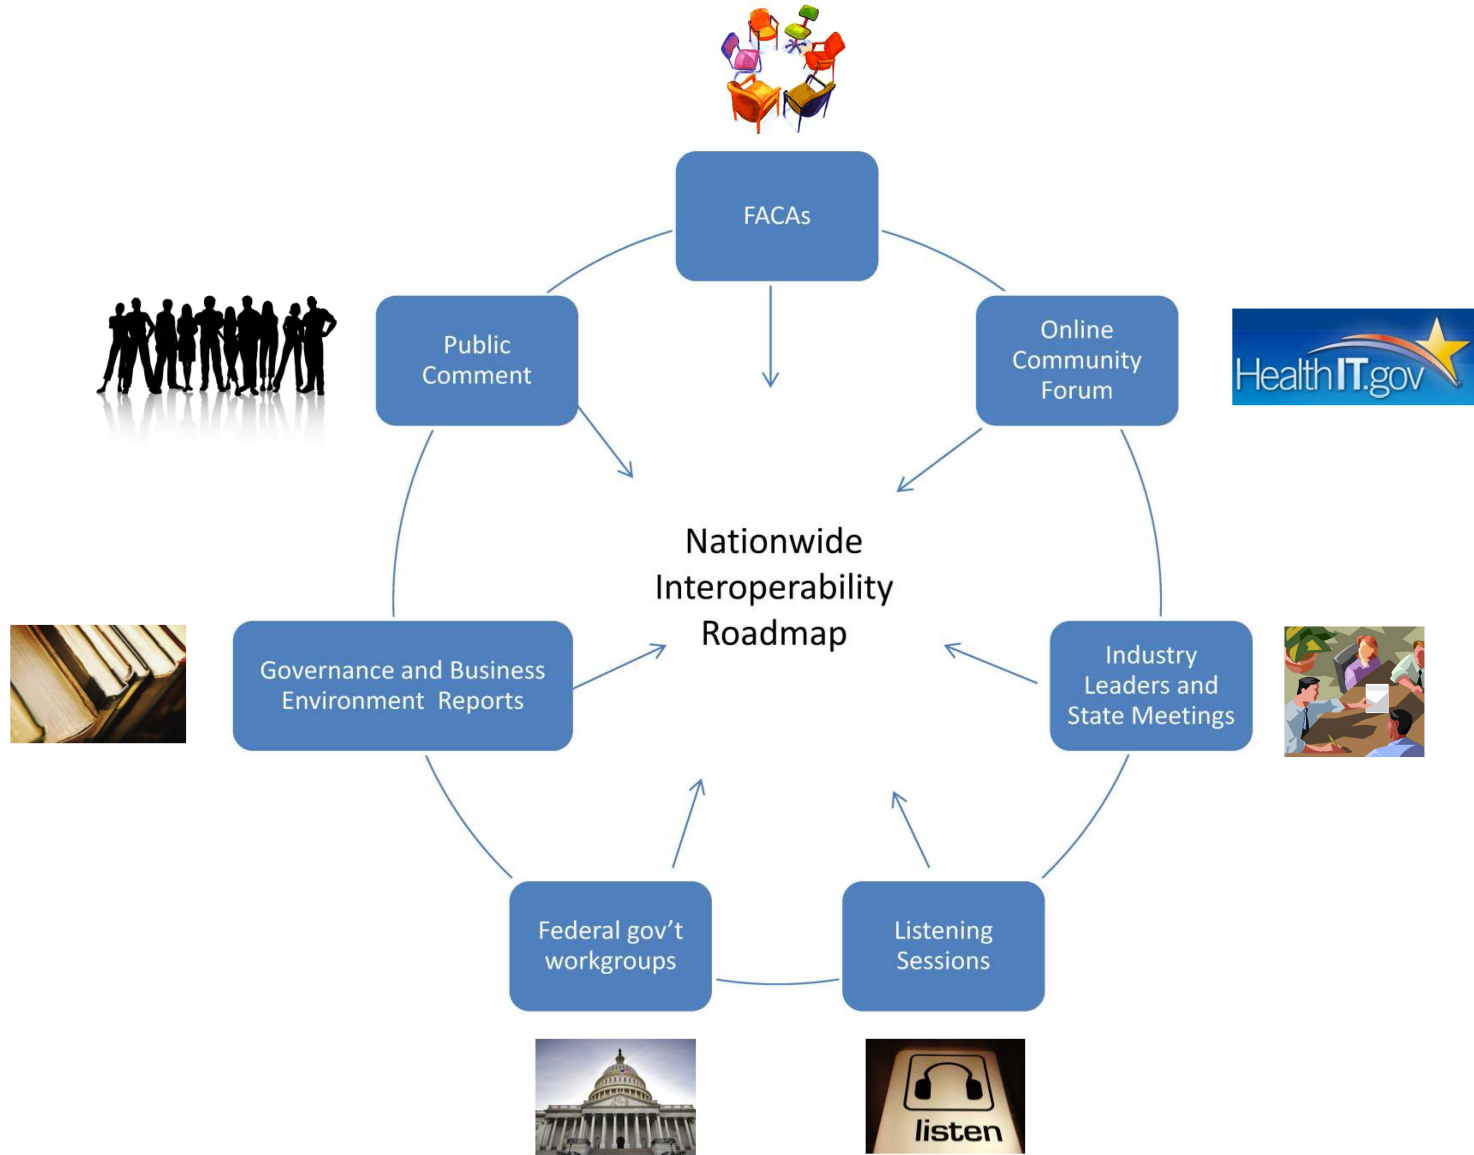 FACAs
Public
Comment
Online
Community
Forum
HealthIT.gov
Nationwide
Interoperability
Roadmap
Governance and Business
Environment  Reports
Industry
Leaders and
State Meetings
Federal gov’t
workgroups
Listening
Sessions
listen